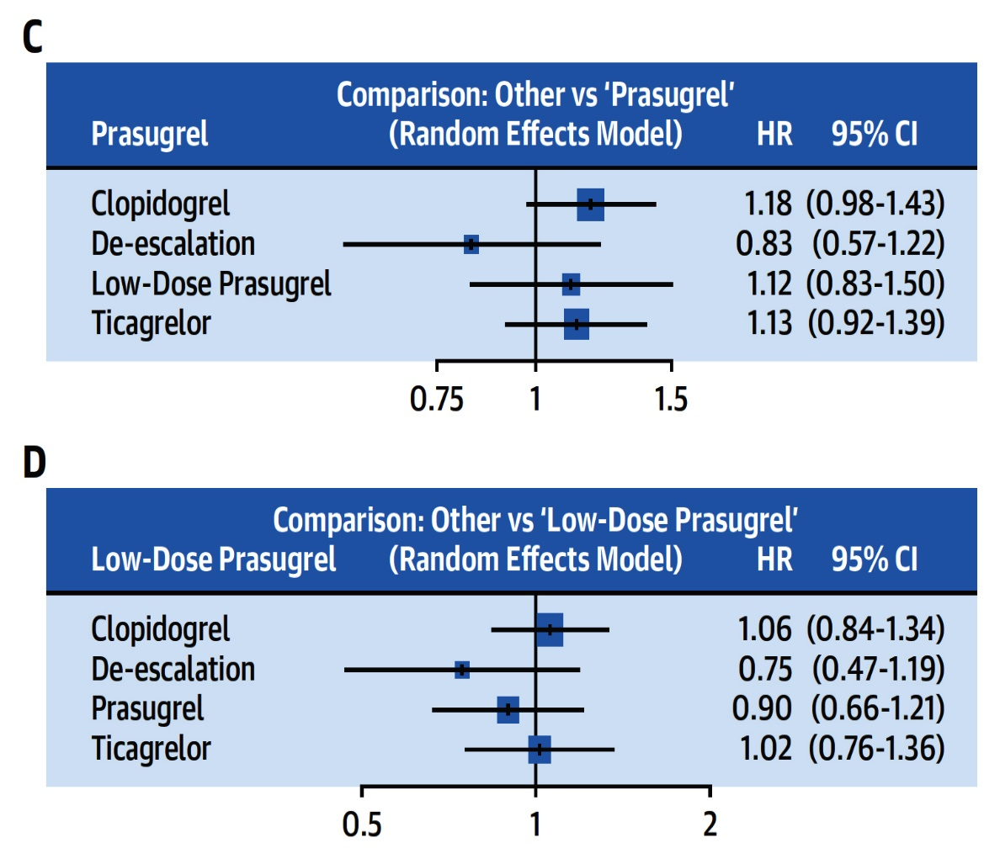 C
Comparison: Other vs ‘Prasugrel’
Prasugrel (Random Effects Model) HR 95% CI
Clopidogrel 1.18 (0.98-1.43)
De-escalation 0.83 (0.57-1.22)
Low-Dose Prasugrel 1.12 (0.83-1.50)
Ticagrelor 1.13 (0.92-1.39)
0.75 1 1.5
D
Comparison: Other vs ‘Low-Dose Prasugrel’
Low-Dose Prasugrel (Random Effects Model) HR 95% CI
Clopidogrel 1.06 (0.84-1.34)
De-escalation 0.75 (0.47-1.19)
Prasugrel 0.90 (0.66-1.21)
Ticagrelor 1.02 (0.76-1.36)
0.5 1 2